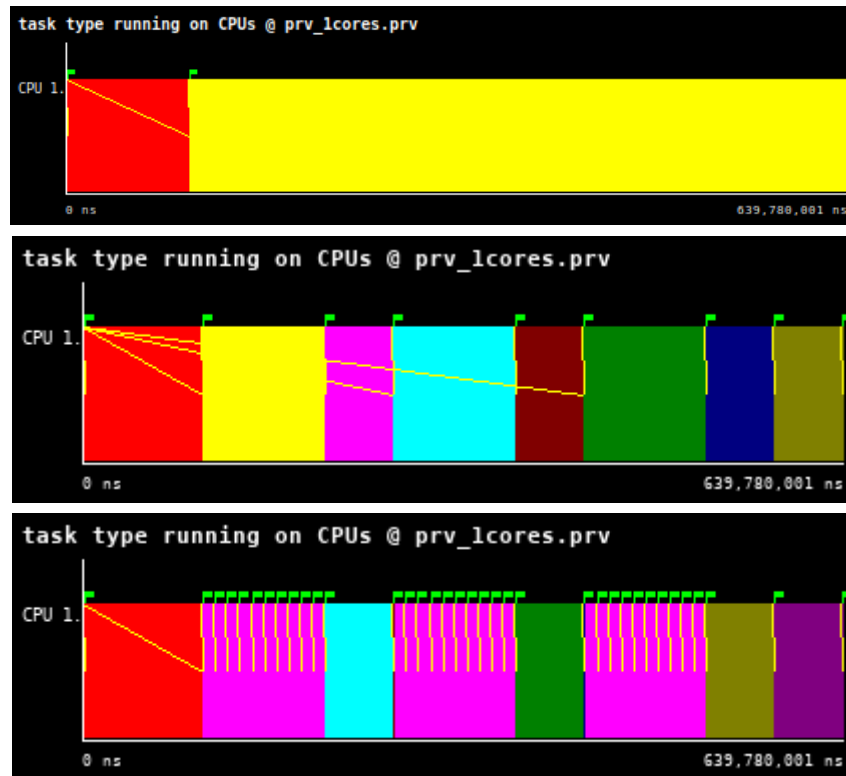 task type running on CPUs @ prv_1cores.prv
CPU 1.
0 ns 639,780,001 ns
task type running on CPUs @ prv_1cores.prv
CPU 1.
0 ns 639,780,001 ns
task type running on CPUs @ prv_1cores.prv
CPU 1.
0 ns 639,780,001 ns